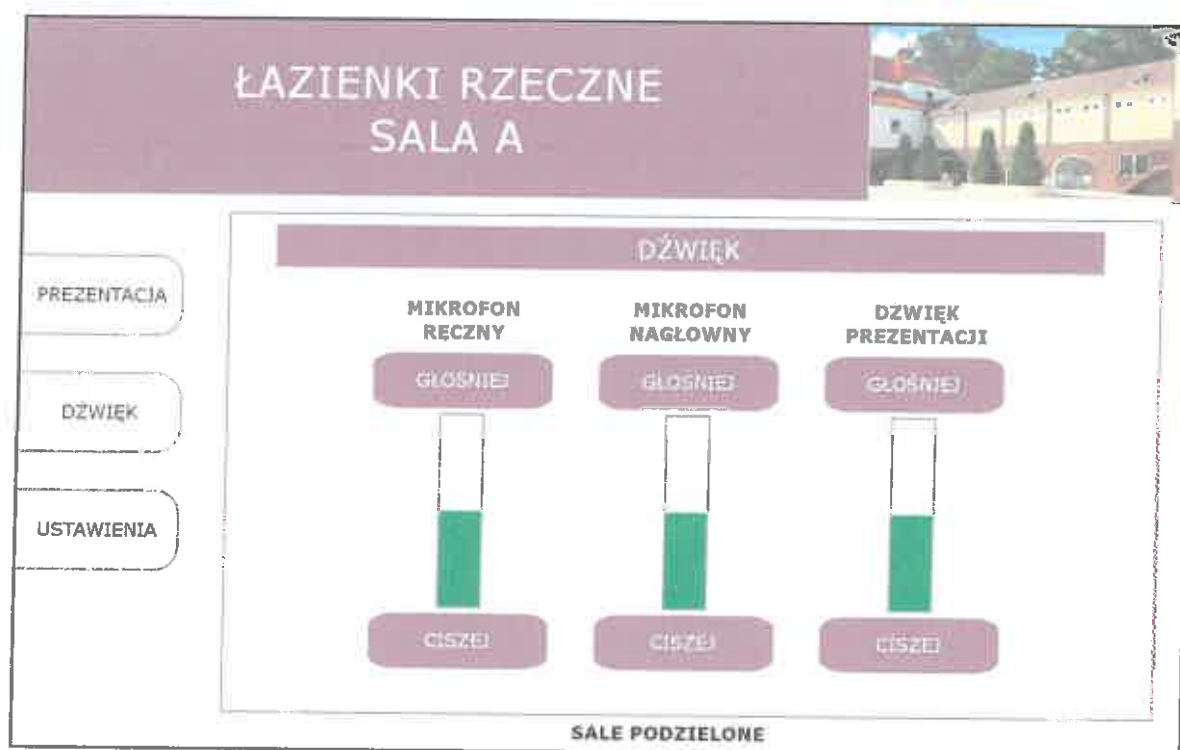 ŁAZIENKI RZECZNE
SALA A
DŹWIĘK
PREZENTACJA
DŹWIĘK
USTAWIENIA
MIKROFON
RĘCZNY
MIKROFON
NAGŁOWNY
DŹWIĘK
PREZENTACJI
GŁOŚNIEJ
GŁOŚNIEJ
GŁOŚNIEJ
CISZEJ
CISZEJ
CISZEJ
SALE PODZIELONE